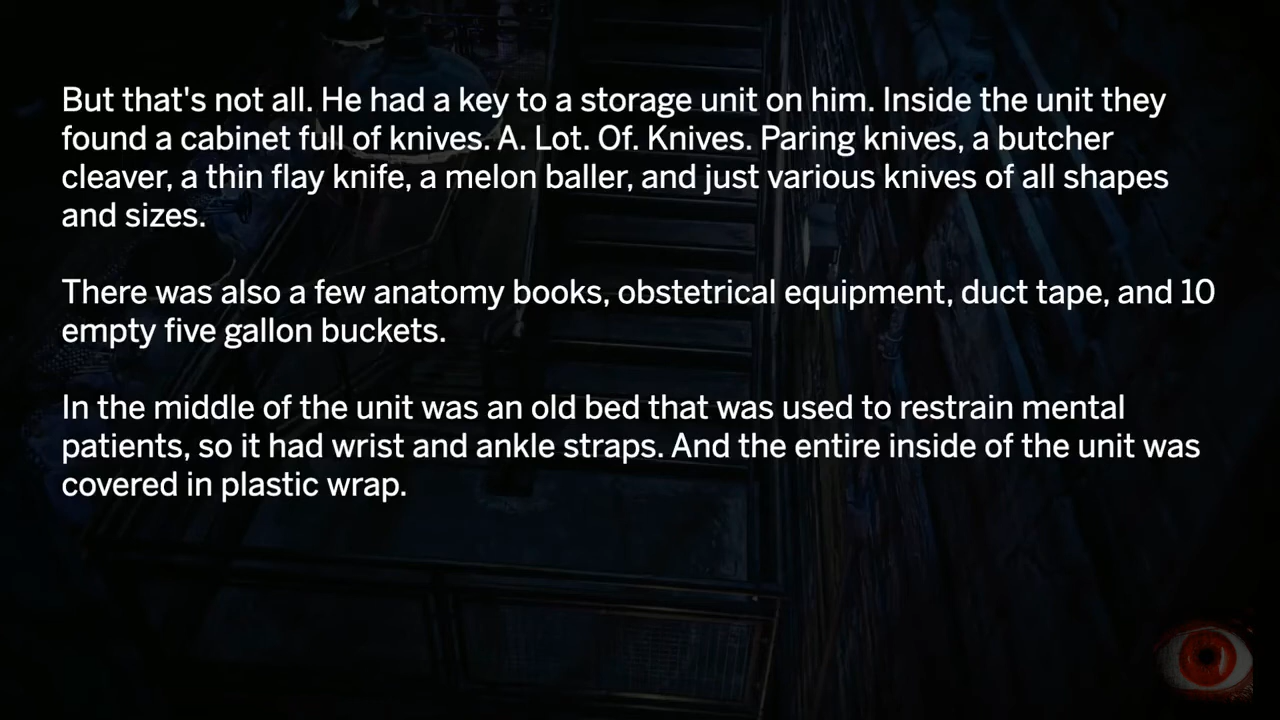 But that's not all. He had a key to a storage unit on him. Inside the unit they
found a cabinet full of knives. A. Lot. Of. Knives. Paring knives, a butcher
cleaver, a thin flay knife, a melon baller, and just various knives of all shapes
and sizes.
There was also a few anatomy books, obstetrical equipment, duct tape, and 10
empty five gallon buckets.
In the middle of the unit was an old bed that was used to restrain mental
patients, so it had wrist and ankle straps. And the entire inside of the unit was
covered in plastic wrap.